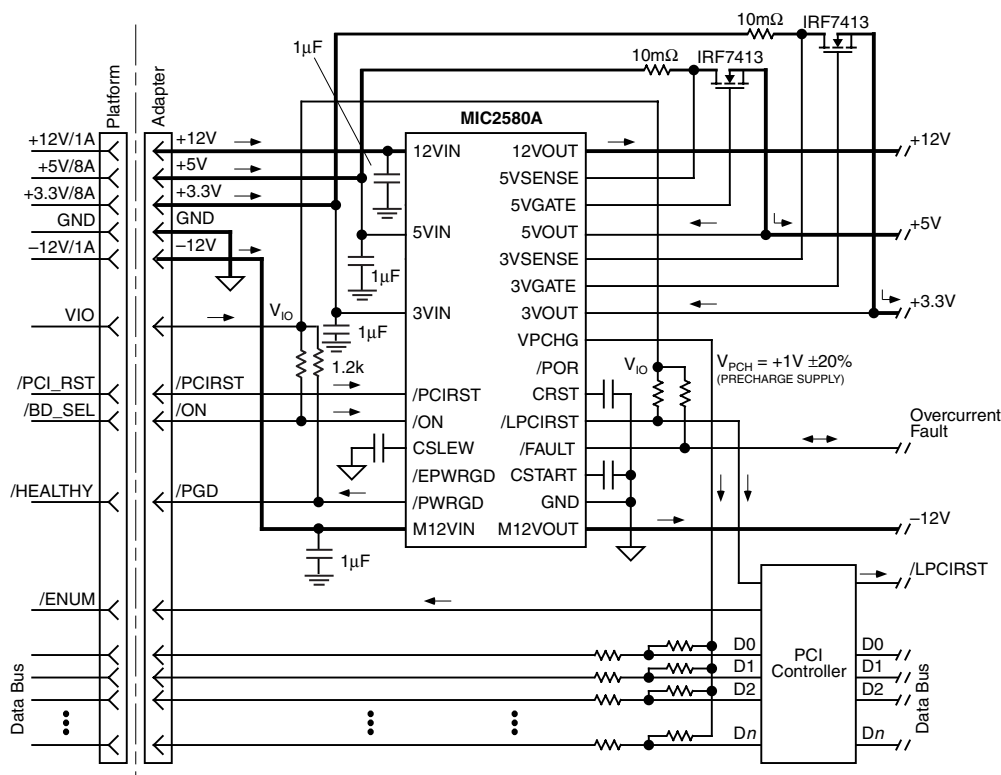 10mΩ
IRF7413
1µF
10mΩ
IRF7413
Platform
Adapter
MIC2580A
+12V/1A
+12V
12VIN
12VOUT
+12V
+5V/8A
+5V
5VSENSE
+3.3V/8A
+3.3V
5VGATE
GND
GND
5VIN
5VOUT
+5V
–12V/1A
–12V
3VSENSE
1µF
3VGATE
3VIN
3VOUT
+3.3V
VIO
VIO
1µF
VPCHG
1.2k
/POR
VIO
VPCH = +1V ±20%
(PRECHARGE SUPPLY)
/PCI_RST
/PCIRST
/PCIRST
CRST
/BD_SEL
/ON
/ON
/LPCIRST
Overcurrent
Fault
CSLEW
/FAULT
/EPWRGD
CSTART
/HEALTHY
/PGD
/PWRGD
GND
M12VIN
M12VOUT
–12V
1µF
/LPCIRST
/ENUM
PCI
Controller
D0
D0
D1
D1
D2
D2
Dn
Dn
Data Bus
Data Bus